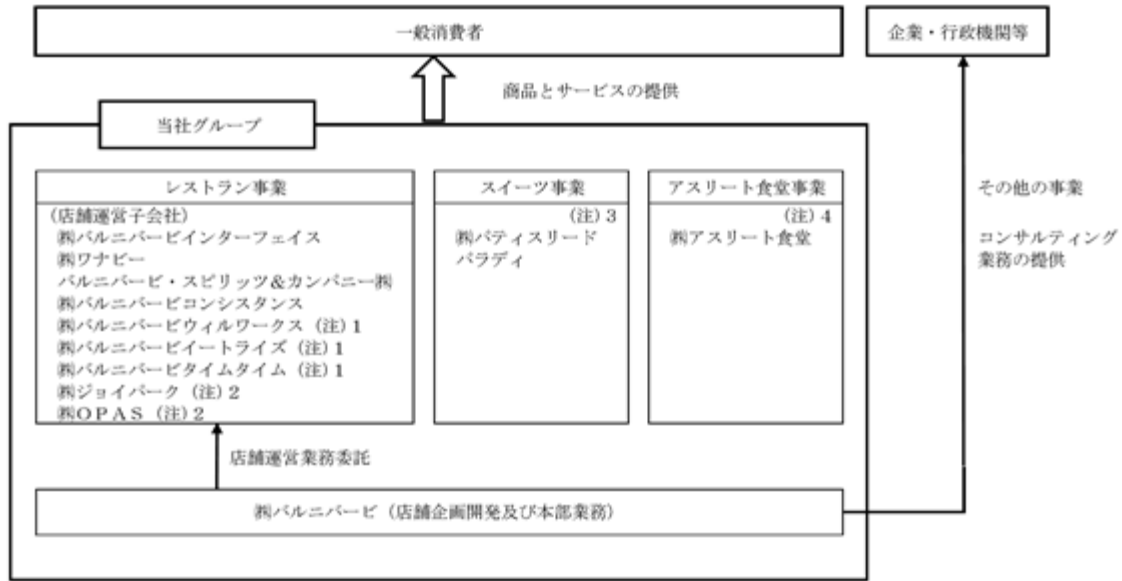 一般消費者
企業・行政機関等
商品とサービスの提供
当社グループ
レストラン事業
(店舗運営子会社)
㈱バルニバービインターフェイス
㈱ワナビー
バルニバービ・スピリッツ&カンパニー㈱
㈱バルニバービコンシスタンス
㈱バルニバービウィルワークス (注) 1
㈱バルニバービイートライズ (注) 1
㈱バルニバービタイムタイム (注) 1
㈱ジョイパーク (注) 2
㈱OPAS (注) 2
スイーツ事業
(注) 3
㈱パティスリード
パラディ
アスリート食堂事業
(注) 4
㈱アスリート食堂
その他の事業
コンサルティング
業務の提供
店舗運営業務委託
㈱バルニバービ (店舗企画開発及び本部業務)